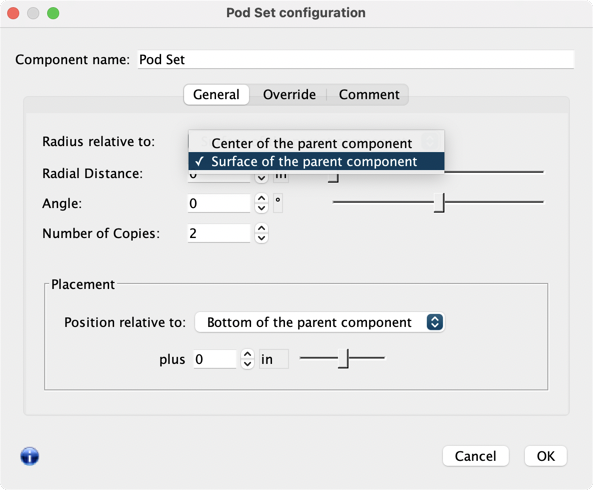 Pod Set configuration
Component name: Pod Set
General Override Comment
Radius relative to: Center of the parent component
✓ Surface of the parent component
Radial Distance: 0 in
Angle: 0 °
Number of Copies: 2
Placement
Position relative to: Bottom of the parent component
plus 0 in
Cancel OK